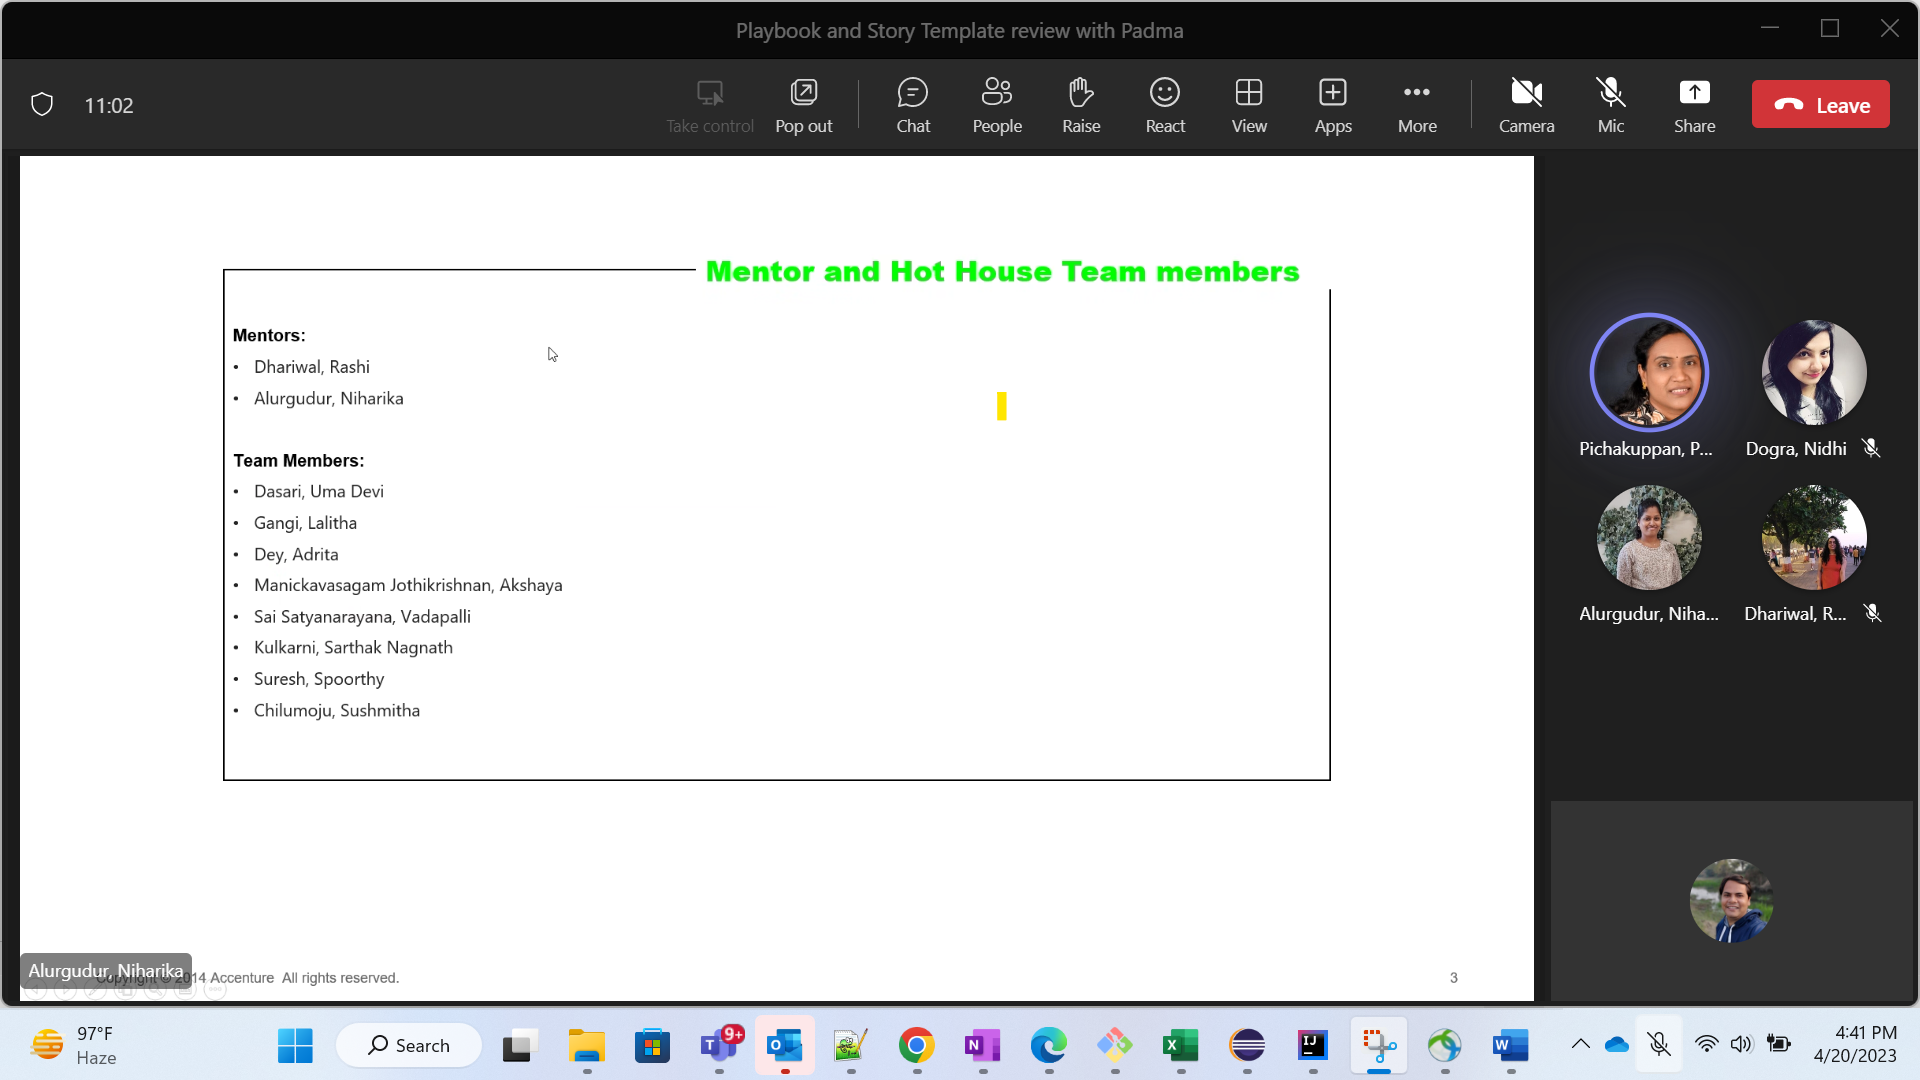 Playbook and Story Template review with Padma
11:02
Take control
Pop out
Chat
People
Raise
React
View
Apps
More
Camera
Mic
Share
Leave
Mentor and Hot House Team members
Mentors:
• Dhariwal, Rashi
• Alurgudur, Niharika
Team Members:
• Dasari, Uma Devi
• Gangi, Lalitha
• Dey, Adrita
• Manickavasagam Jothikrishnan, Akshaya
• Sai Satyanarayana, Vadapalli
• Kulkarni, Sarthak Nagnath
• Suresh, Spoorthy
• Chilumoju, Sushmitha
Pichakuppan, P...
Dogra, Nidhi
Alurgudur, Niha...
Dhariwal, R...
Alurgudur, Niharika
Copyright © 2014 Accenture All rights reserved.
3
97°F
Haze
Search
9+
4:41 PM
4/20/2023